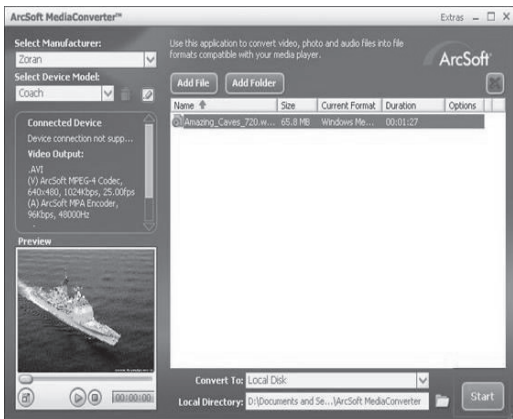 ArcSoft MediaConverter™
Extras
Select Manufacturer:
Zoran
Select Device Model:
Coach
Connected Device
Device connection not supp...
Video Output:
.AVI
(V) ArcSoft MPEG-4 Codec,
640x480, 1024Kbps, 25.00fps
(A) ArcSoft MPA Encoder,
96Kbps, 48000Hz
Preview
00:00:00
Use this application to convert video, photo and audio files into file
formats compatible with your media player.
ArcSoft
Add File Add Folder
Name Size Current Format Duration Options
Amazing_Caves_720.w... 65.8 MB Windows Me... 00:01:27
Convert To: Local Disk
Local Directory: D:\Documents and Se...\ArcSoft MediaConverter
Start